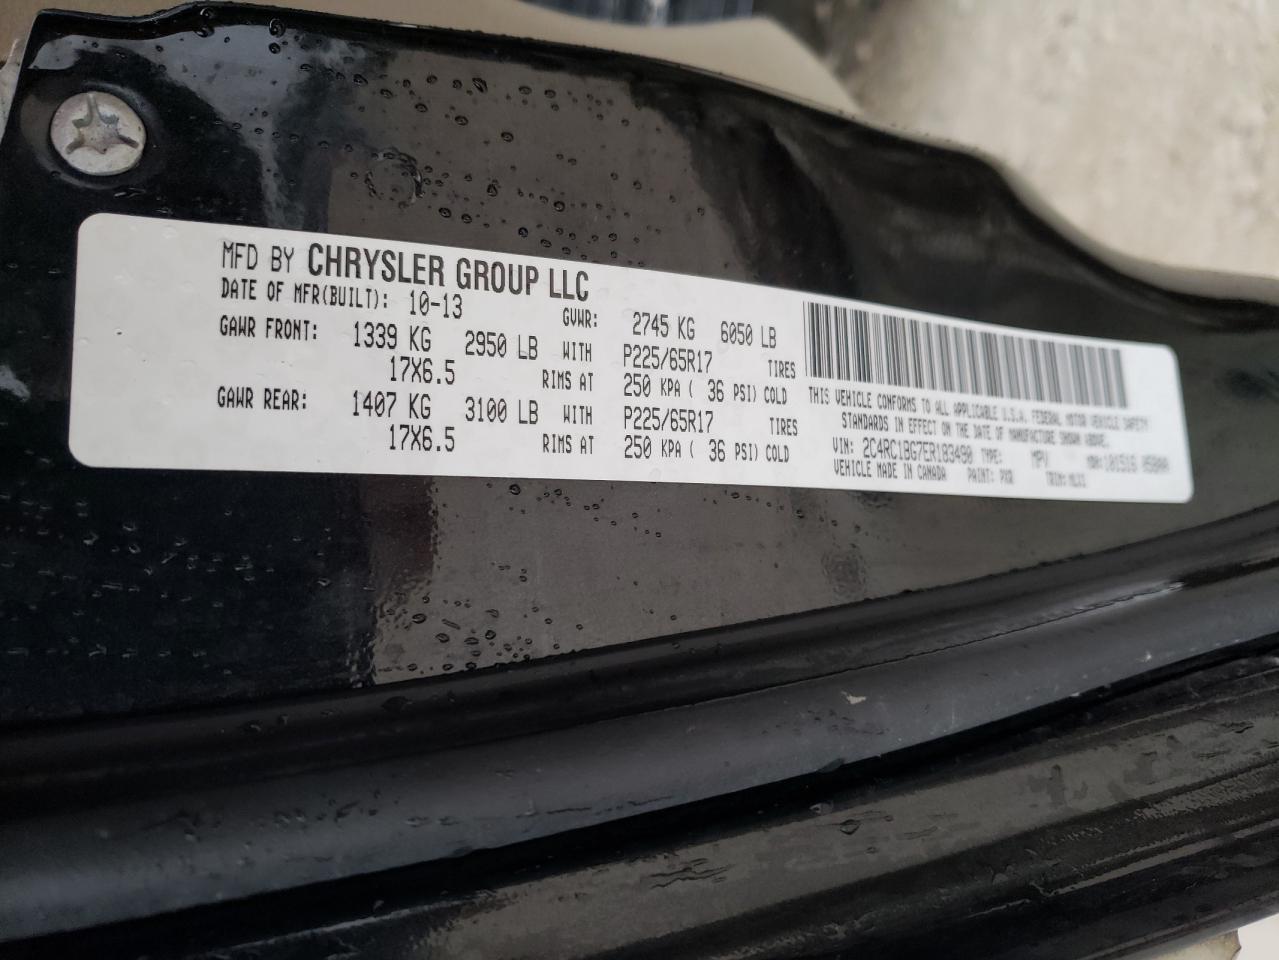 MFD BY CHRYSLER GROUP LLC
DATE OF MFR(BUILT): 10-13 GVWR: 2745 KG 6050 LB
GAWR FRONT: 1339 KG 2950 LB WITH P225/65R17 TIRES
17X6.5 RIMS AT 250 KPA ( 36 PSI) COLD
GAWR REAR: 1407 KG 3100 LB WITH P225/65R17 TIRES
17X6.5 RIMS AT 250 KPA ( 36 PSI) COLD
THIS VEHICLE CONFORMS TO ALL APPLICABLE U.S.A. FEDERAL MOTOR VEHICLE SAFETY
STANDARDS IN EFFECT ON THE DATE OF MANUFACTURE SHOWN ABOVE.
VIN: 2C4RC1BG7ER183490 TYPE: MPV MDH:
VEHICLE MADE IN CANADA PAINT: PXR TRIM: